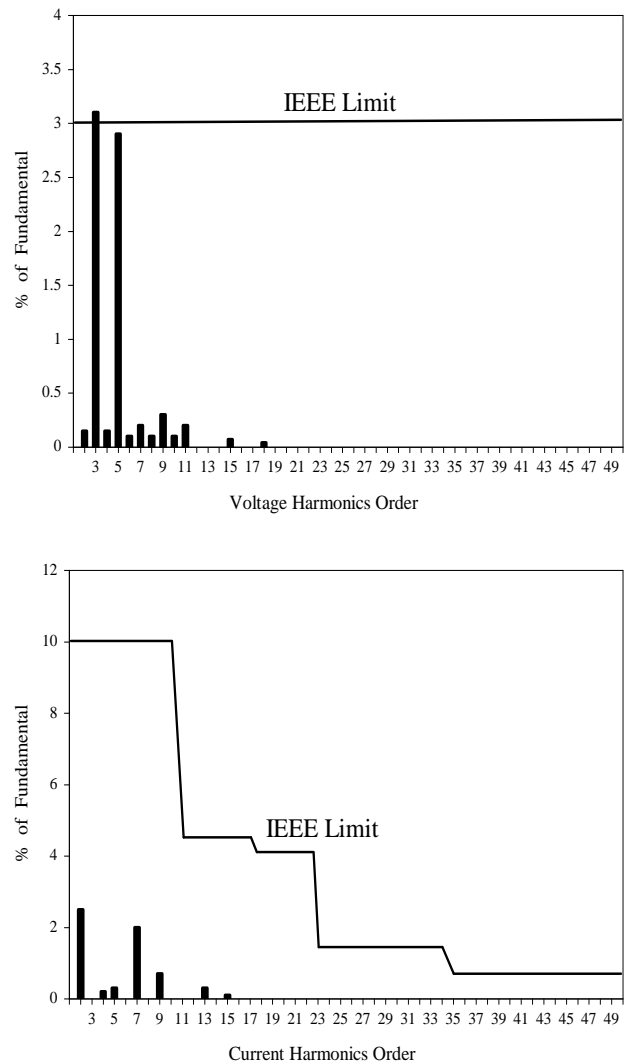 4
3.5
3
2.5
2
1.5
1
0.5
0
% of Fundamental
IEEE Limit
3 5 7 9 11 13 15 17 19 21 23 25 27 29 31 33 35 37 39 41 43 45 47 49
Voltage Harmonics Order
12
10
8
6
4
2
0
% of Fundamental
IEEE Limit
3 5 7 9 11 13 15 17 19 21 23 25 27 29 31 33 35 37 39 41 43 45 47 49
Current Harmonics Order